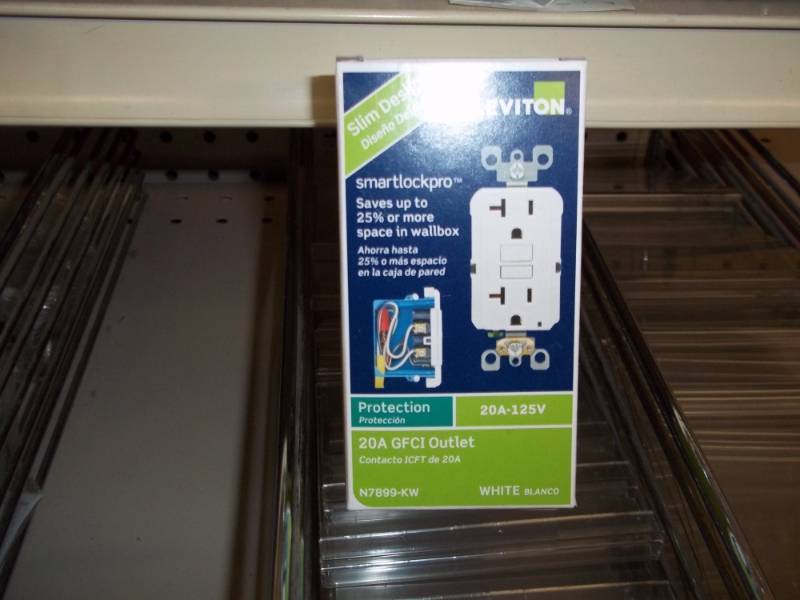 Slim Desi
Diseño De
EVITON®
smartlockpro™
Saves up to
25% or more
space in wallbox
Ahorra hasta
25% o más espacio
en la caja de pared
Protection
Protección
20A-125V
20A GFCI Outlet
Contacto ICFT de 20A
N7899-KW
WHITE BLANCO